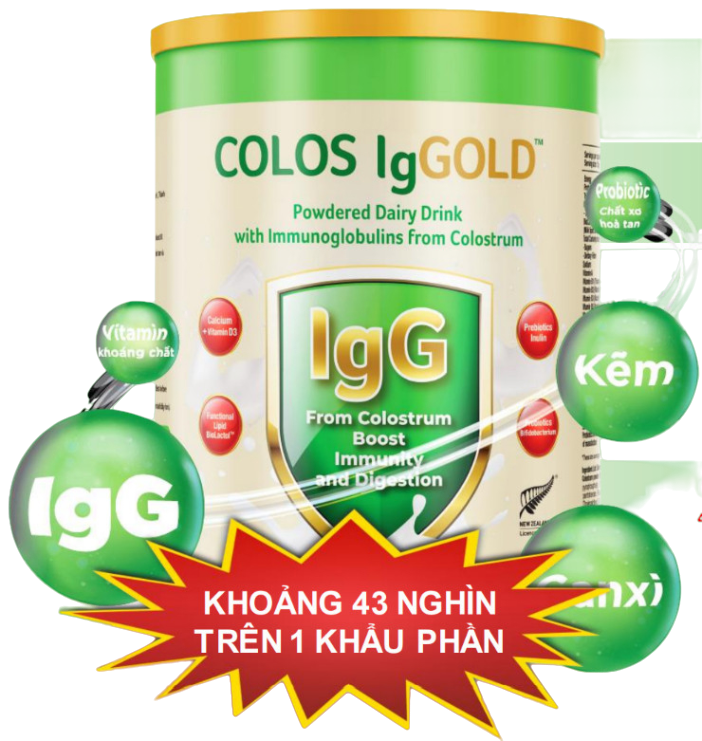 COLOS IgGOLD™
Powdered Dairy Drink
with Immunoglobulins from Colostrum
Probiotic
Chất xơ
hoà tan
Vitamin
khoáng chất
Calcium
+ Vitamin D3
IgG
From Colostrum
Boost
Immunity
and Digestion
Prebiotics
Inulin
Kẽm
Functional
Lipid
Probiotics
Bifidobacterium
IgG
NEW ZEALAND
KHOẢNG 43 NGHÌN
TRÊN 1 KHẨU PHẦN